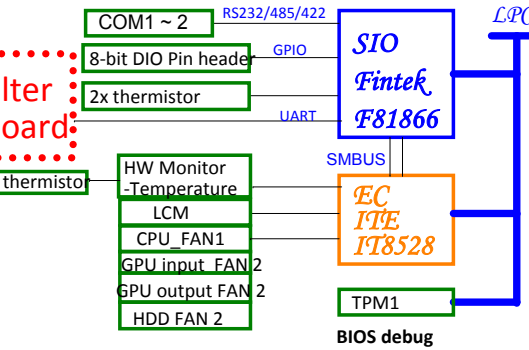 COM1 ~ 2
RS232/485/422
LPC
8-bit DIO Pin header
GPIO
SIO
Fintek
F81866
lter
oard
2x thermistor
UART
SMBUS
thermistor
HW Monitor
-Temperature
LCM
CPU_FAN1
GPU input FAN 2
GPU output FAN 2
HDD FAN 2
EC
ITE
IT8528
TPM1
BIOS debug